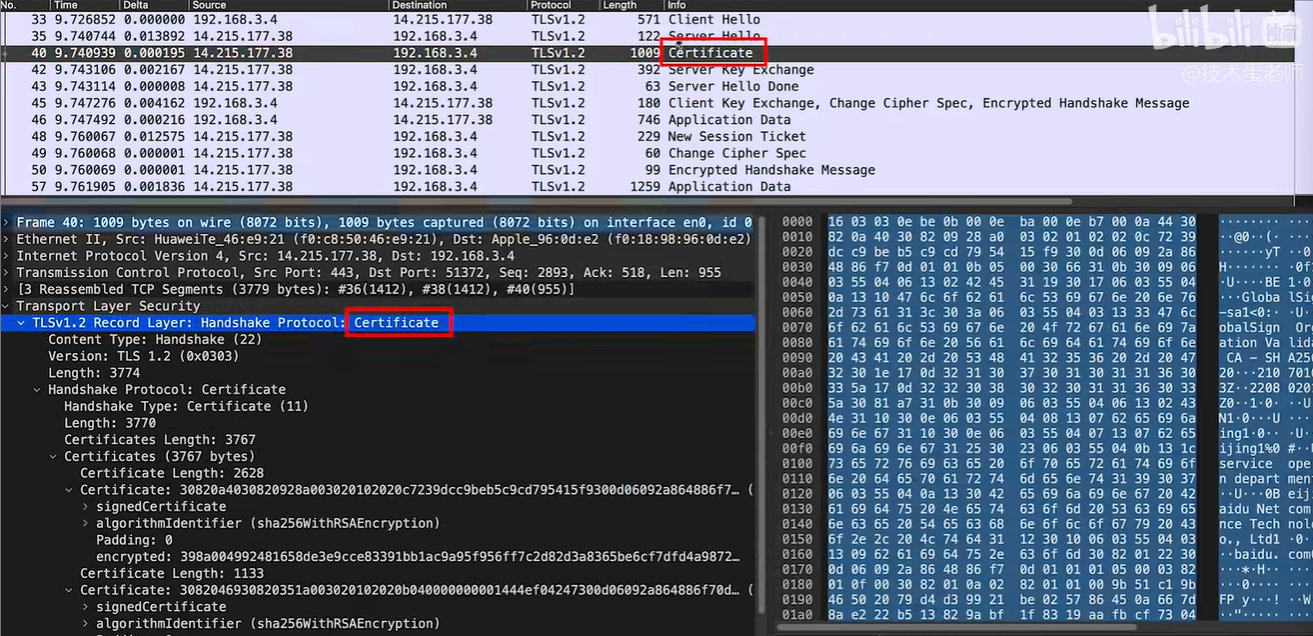 No. Time Delta Source Destination Protocol Length Info
33 9.726852 0.000000 192.168.3.4 14.215.177.38 TLSv1.2 571 Client Hello
35 9.740744 0.013892 14.215.177.38 192.168.3.4 TLSv1.2 122 Server Hello
40 9.740939 0.000195 14.215.177.38 192.168.3.4 TLSv1.2 1009 Certificate
42 9.743106 0.002167 14.215.177.38 192.168.3.4 TLSv1.2 392 Server Key Exchange
43 9.743114 0.000008 14.215.177.38 192.168.3.4 TLSv1.2 63 Server Hello Done
45 9.747276 0.004162 192.168.3.4 14.215.177.38 TLSv1.2 180 Client Key Exchange, Change Cipher Spec, Encrypted Handshake Message
46 9.747492 0.000216 192.168.3.4 14.215.177.38 TLSv1.2 746 Application Data
48 9.760067 0.012575 14.215.177.38 192.168.3.4 TLSv1.2 229 New Session Ticket
49 9.760068 0.000001 14.215.177.38 192.168.3.4 TLSv1.2 60 Change Cipher Spec
50 9.760069 0.000001 14.215.177.38 192.168.3.4 TLSv1.2 99 Encrypted Handshake Message
57 9.761905 0.001836 14.215.177.38 192.168.3.4 TLSv1.2 1259 Application Data
bilibili 独家
@技术蛋老师
Frame 40: 1009 bytes on wire (8072 bits), 1009 bytes captured (8072 bits) on interface en0, id 0
Ethernet II, Src: HuaweiTe_46:e9:21 (f0:c8:50:46:e9:21), Dst: Apple_96:0d:e2 (f0:18:98:96:0d:e2)
Internet Protocol Version 4, Src: 14.215.177.38, Dst: 192.168.3.4
Transmission Control Protocol, Src Port: 443, Dst Port: 51372, Seq: 2893, Ack: 518, Len: 955
[3 Reassembled TCP Segments (3779 bytes): #36(1412), #38(1412), #40(955)]
Transport Layer Security
TLSv1.2 Record Layer: Handshake Protocol: Certificate
Content Type: Handshake (22)
Version: TLS 1.2 (0x0303)
Length: 3774
Handshake Protocol: Certificate
Handshake Type: Certificate (11)
Length: 3770
Certificates Length: 3767
Certificates (3767 bytes)
Certificate Length: 2628
Certificate: 30820a4030820928a003020102020c7239dcc9beb5c9cd795415f9300d06092a864886f7… (
signedCertificate
algorithmIdentifier (sha256WithRSAEncryption)
Padding: 0
encrypted: 398a004992481658de3e9cce83391bb1ac9a95f956ff7c2d82d3a8365be6cf7dfd4a9872…
Certificate Length: 1133
Certificate: 3082046930820351a003020102020b040000000001444ef04247300d06092a864886f70d… (
signedCertificate
algorithmIdentifier (sha256WithRSAEncryption)
0000 16 03 03 0e be 0b 00 0e ba 00 0e b7 00 0a 44 30 ········ ······D0
0010 82 0a 40 30 82 09 28 a0 03 02 01 02 02 0c 72 39 ··@0··(·
0020 dc c9 be b5 c9 cd 79 54 15 f9 30 0d 06 09 2a 86 ······yT ··0
0030 48 86 f7 0d 01 01 0b 05 00 30 66 31 0b 30 09 06 H······· ·0f
0040 03 55 04 06 13 02 42 45 31 19 30 17 06 03 55 04 ·U····BE 1·0
0050 0a 13 10 47 6c 6f 62 61 6c 53 69 67 6e 20 6e 76 ···Globa lSi
0060 2d 73 61 31 3c 30 3a 06 03 55 04 03 13 33 47 6c -sa1<0:· ·U·
0070 6f 62 61 6c 53 69 67 6e 20 4f 72 67 61 6e 69 7a obalSign Or
0080 61 74 69 6f 6e 20 56 61 6c 69 64 61 74 69 6f 6e ation Va lida
0090 20 43 41 20 2d 20 53 48 41 32 35 36 20 2d 20 47 CA - SH A25
00a0 32 30 1e 17 0d 32 31 30 37 30 31 30 31 31 36 30 20···210 701
00b0 33 5a 17 0d 32 32 30 38 30 32 30 31 31 36 30 33 3Z··2208 020
00c0 5a 30 81 a7 31 0b 30 09 06 03 55 04 06 13 02 43 Z0··1·0· ··U
00d0 4e 31 10 30 0e 06 03 55 04 08 13 07 62 65 69 6a N1·0···U
00e0 69 6e 67 31 10 30 0e 06 03 55 04 07 13 07 62 65 ing1·0·· ·U·
00f0 69 6a 69 6e 67 31 25 30 23 06 03 55 04 0b 13 1c ijing1%0 #··U
0100 73 65 72 76 69 63 65 20 6f 70 65 72 61 74 69 6f service ope
0110 6e 20 64 65 70 61 72 74 6d 65 6e 74 31 39 30 37 n depart ment
0120 06 03 55 04 0a 13 30 42 65 69 6a 69 6e 67 20 42 ··U···0B eij
0130 61 69 64 75 20 4e 65 74 63 6f 6d 20 53 63 69 65 aidu Net com
0140 6e 63 65 20 54 65 63 68 6e 6f 6c 6f 67 79 20 43 nce Tech nolo
0150 6f 2e 2c 20 4c 74 64 31 12 30 10 06 03 55 04 03 o., Ltd1 ·0·
0160 13 09 62 61 69 64 75 2e 63 6f 6d 30 82 01 22 30 ··baidu. com
0170 0d 06 09 2a 86 48 86 f7 0d 01 01 01 05 00 03 82 ···*·H··
0180 01 0f 00 30 82 01 0a 02 82 01 01 00 9b 51 c1 9b ···0····
0190 46 50 20 79 d4 d3 99 21 be 02 57 86 45 0a 66 7d FP y···! ··W
01a0 8a e2 22 b5 13 82 9a bf 1f 83 19 aa fb cf 73 04 ··"·····